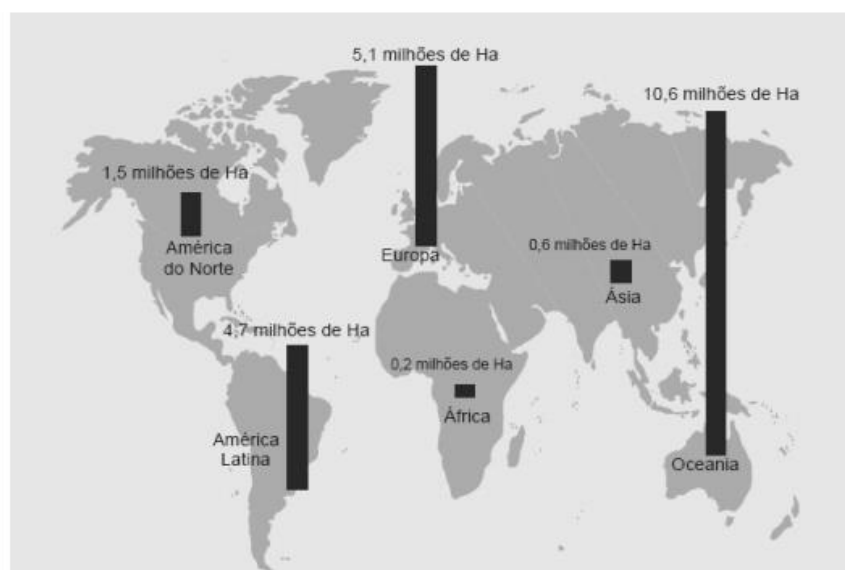 5,1 milhões de Ha
10,6 milhões de Ha
1,5 milhões de Ha
América
do Norte
Europa
0,6 milhões de Ha
Ásia
4,7 milhões de Ha
0,2 milhões de Ha
África
América
Latina
Oceania